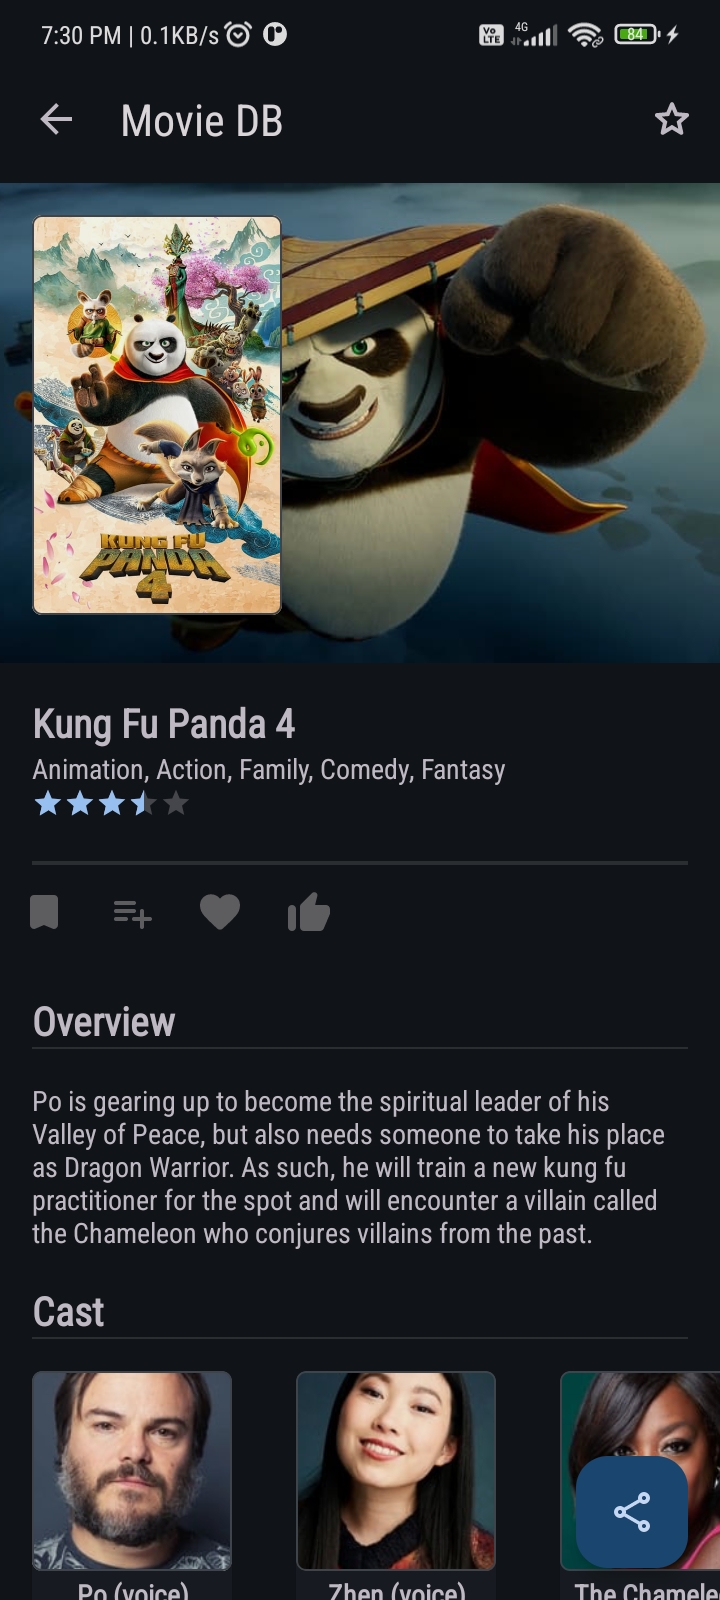 7:30 PM | 0.1KB/s
Vo
LTE
4G
84
Movie DB
KUNG FU
PANDA
4
Kung Fu Panda 4
Animation, Action, Family, Comedy, Fantasy
Overview
Po is gearing up to become the spiritual leader of his
Valley of Peace, but also needs someone to take his place
as Dragon Warrior. As such, he will train a new kung fu
practitioner for the spot and will encounter a villain called
the Chameleon who conjures villains from the past.
Cast
Po (voice)
Zhen (voice)
The Chamele